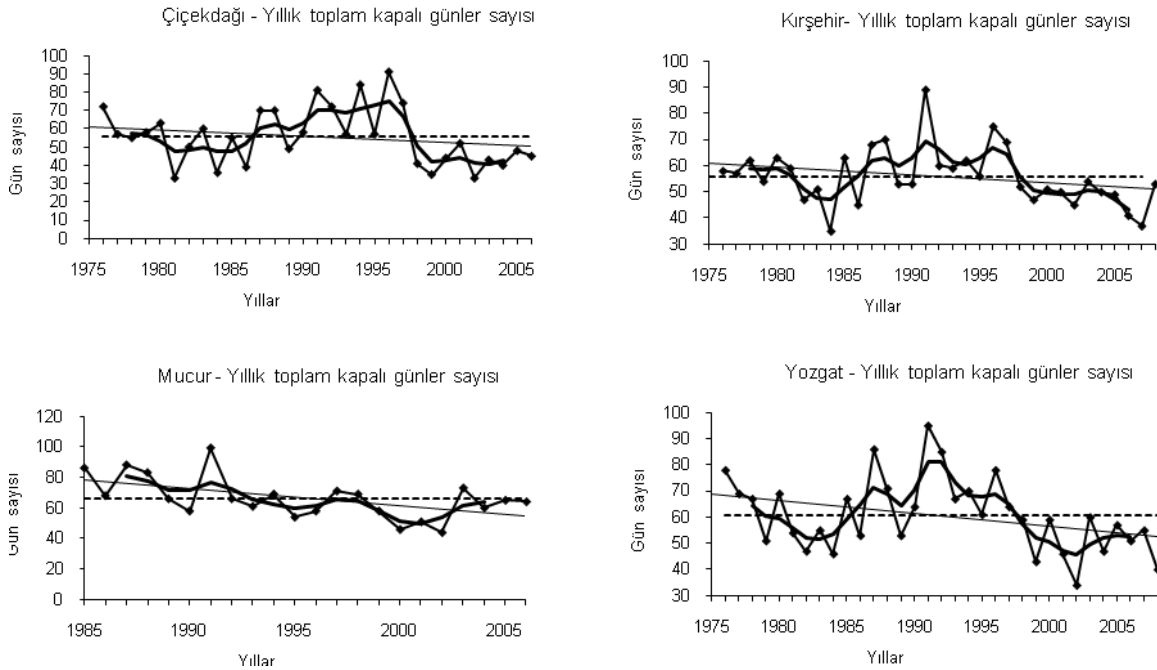 Çiçekdağı - Yıllık toplam kapalı günler sayısı
Gün sayısı
100
90
80
70
60
50
40
30
20
10
0
1975 1980 1985 1990 1995 2000 2005
Yıllar
Kırşehir- Yıllık toplam kapalı günler sayısı
Gün sayısı
100
90
80
70
60
50
40
30
1975 1980 1985 1990 1995 2000 2005
Yıllar
Mucur - Yıllık toplam kapalı günler sayısı
Gün sayısı
120
100
80
60
40
20
0
1985 1990 1995 2000 2005
Yıllar
Yozgat - Yıllık toplam kapalı günler sayısı
Gün sayısı
100
90
80
70
60
50
40
30
1975 1980 1985 1990 1995 2000 2005
Yıllar